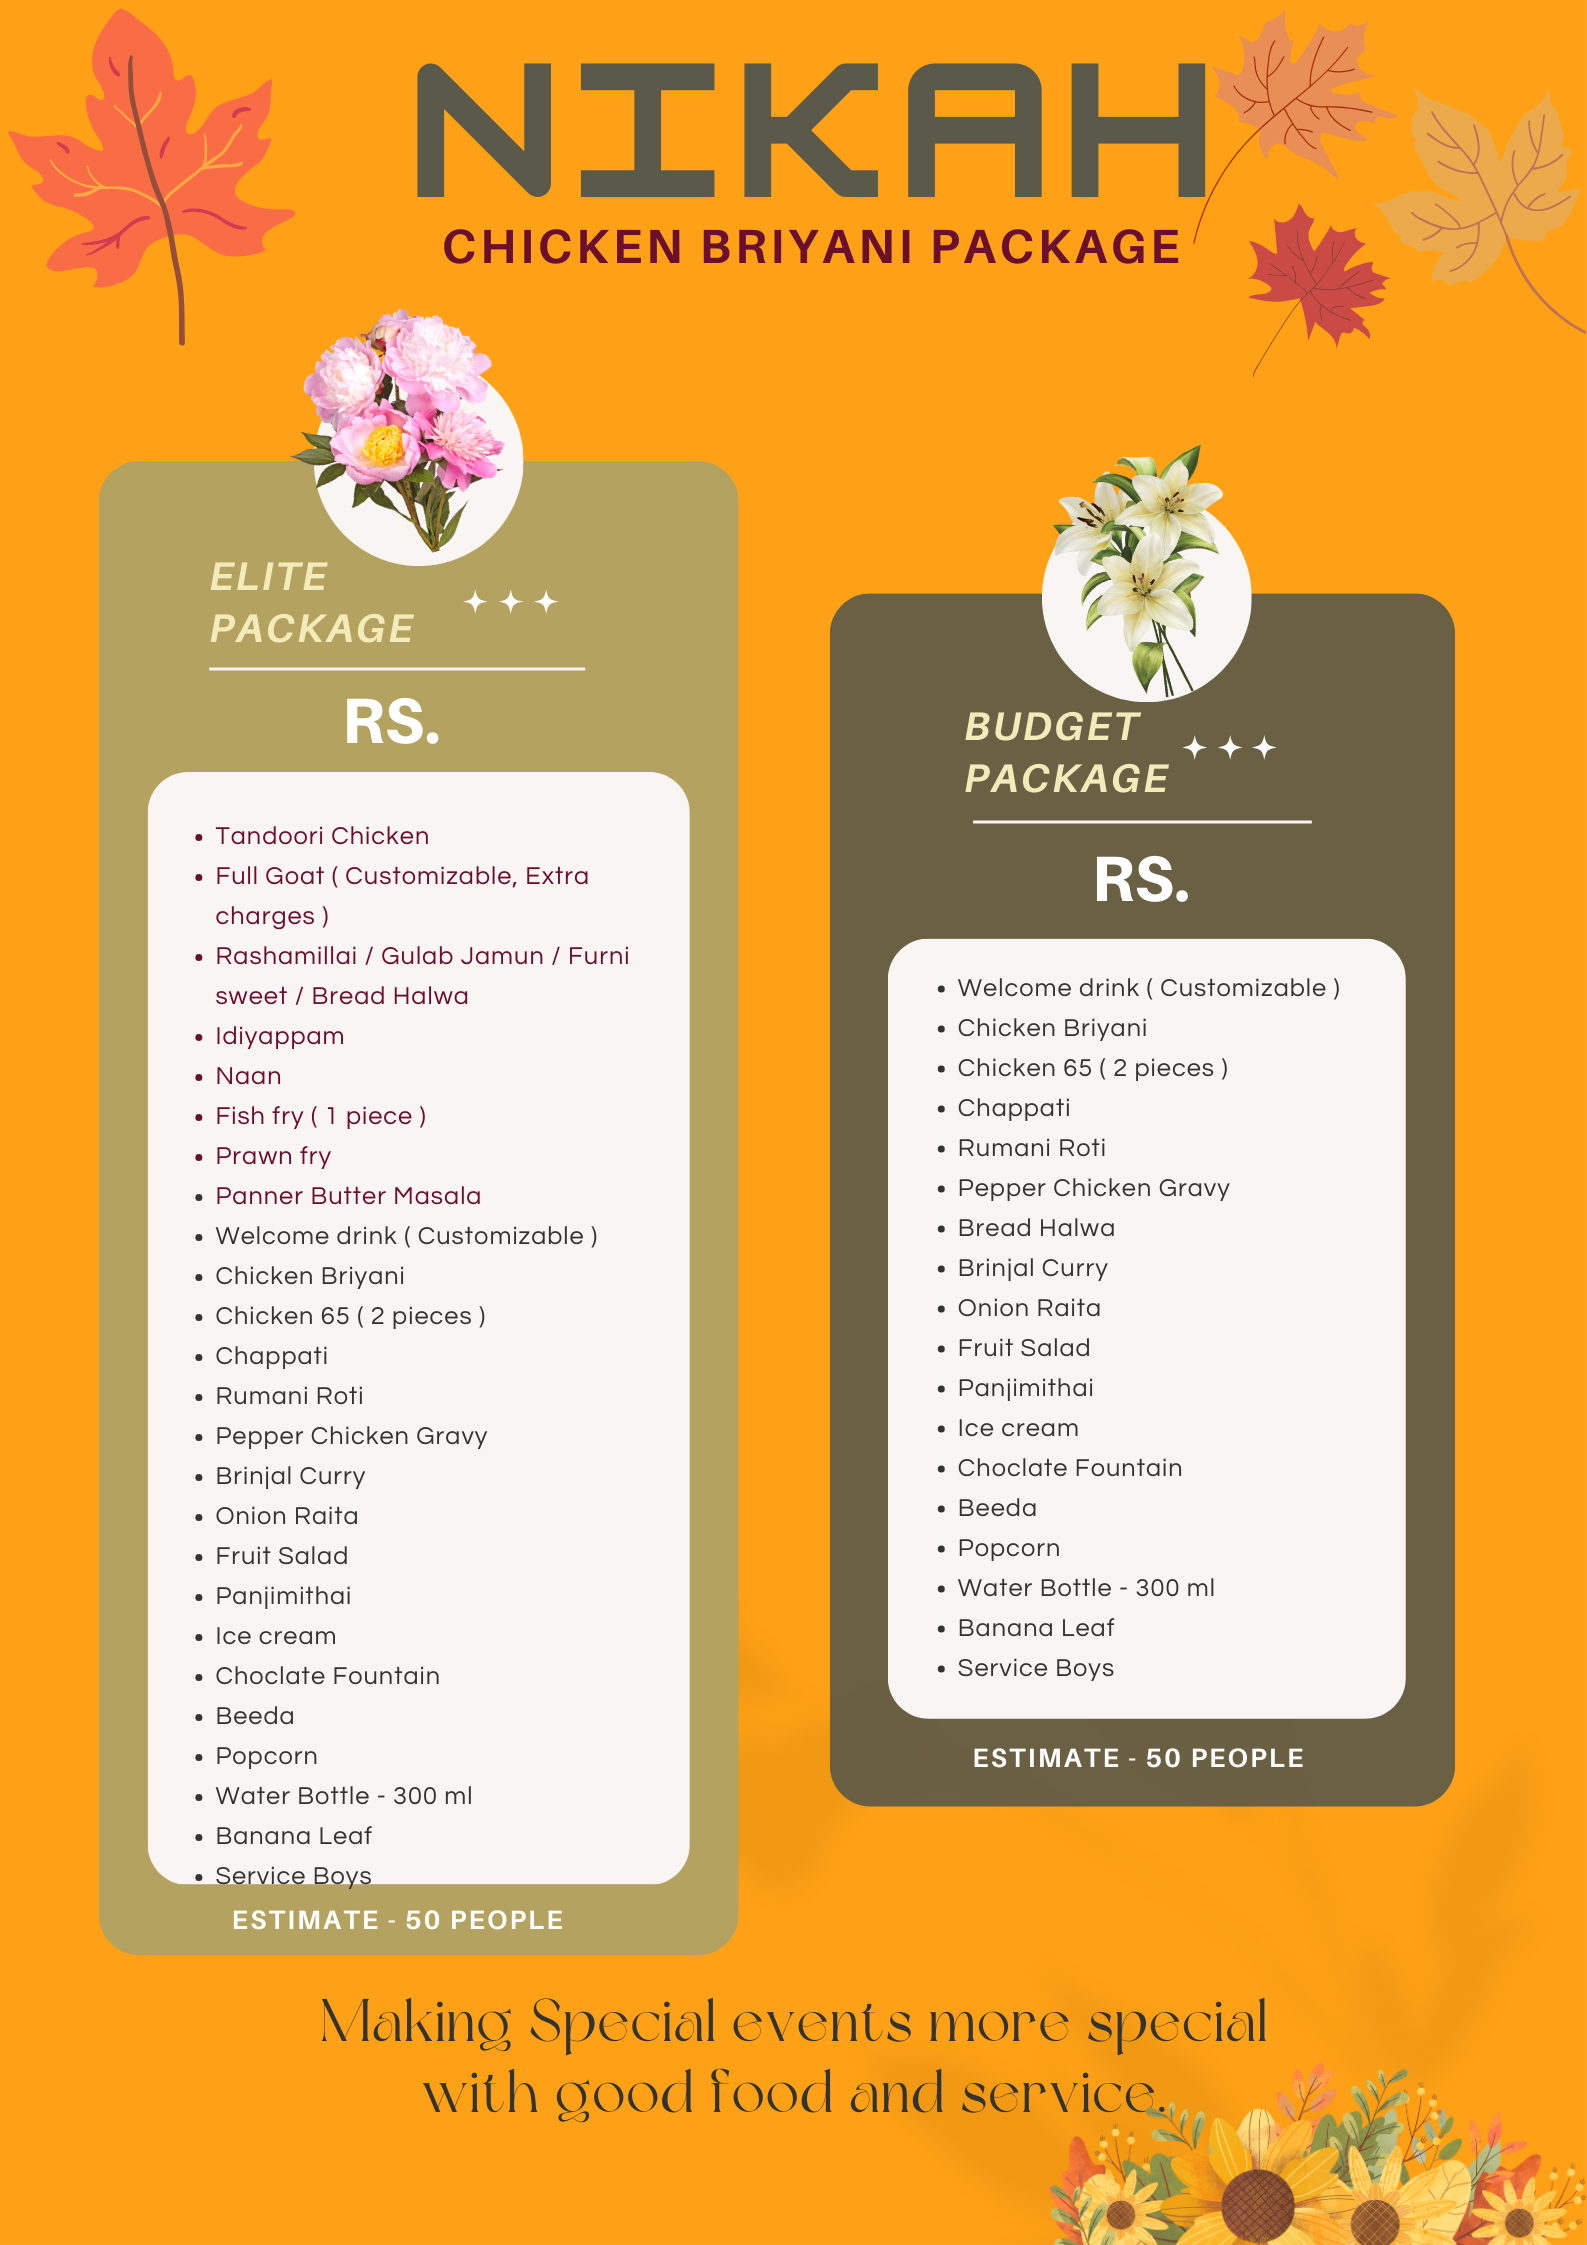 NIKAH
CHICKEN BRIYANI PACKAGE
ELITE
PACKAGE
RS.
• Tandoori Chicken
• Full Goat ( Customizable, Extra
charges )
• Rashamillai / Gulab Jamun / Furni
sweet / Bread Halwa
• Idiyappam
• Naan
• Fish fry ( 1 piece )
• Prawn fry
• Panner Butter Masala
• Welcome drink ( Customizable )
• Chicken Briyani
• Chicken 65 ( 2 pieces )
• Chappati
• Rumani Roti
• Pepper Chicken Gravy
• Brinjal Curry
• Onion Raita
• Fruit Salad
• Panjimithai
• Ice cream
• Choclate Fountain
• Beeda
• Popcorn
• Water Bottle - 300 ml
• Banana Leaf
• Service Boys
ESTIMATE - 50 PEOPLE
BUDGET
PACKAGE
RS.
• Welcome drink ( Customizable )
• Chicken Briyani
• Chicken 65 ( 2 pieces )
• Chappati
• Rumani Roti
• Pepper Chicken Gravy
• Bread Halwa
• Brinjal Curry
• Onion Raita
• Fruit Salad
• Panjimithai
• Ice cream
• Choclate Fountain
• Beeda
• Popcorn
• Water Bottle - 300 ml
• Banana Leaf
• Service Boys
ESTIMATE - 50 PEOPLE
Making Special events more special
with good food and service.